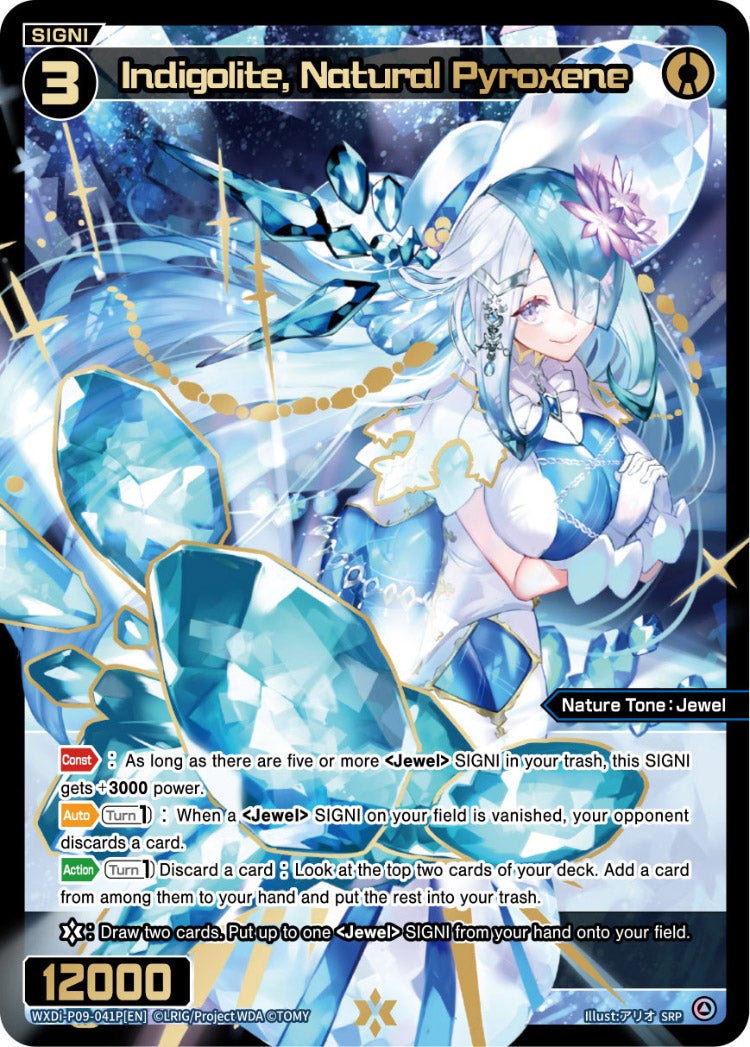 SIGNI
3 Indigolite, Natural Pyroxene
Nature Tone : Jewel
Const : As long as there are five or more <Jewel> SIGNI in your trash, this SIGNI
gets +3000 power.
Auto Turn 1 : When a <Jewel> SIGNI on your field is vanished, your opponent
discards a card.
Action Turn 1 Discard a card : Look at the top two cards of your deck. Add a card
from among them to your hand and put the rest into your trash.
: Draw two cards. Put up to one <Jewel> SIGNI from your hand onto your field.
12000
WXDi-P09-041P[EN] ©LRIG/Project WDA ©TOMY Illust:アリオ SRP